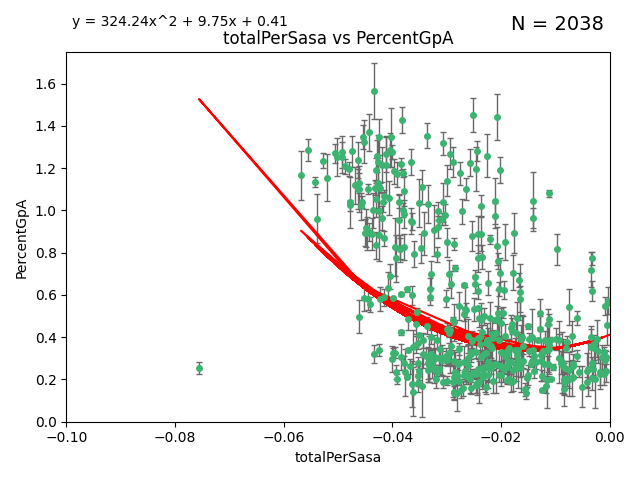 y = 324.24x^2 + 9.75x + 0.41
N = 2038
totalPerSasa vs PercentGpA
1.6
1.4
1.2
1.0
0.8
0.6
0.4
0.2
0.0
PercentGpA
−0.10 −0.08 −0.06 −0.04 −0.02 0.00
totalPerSasa